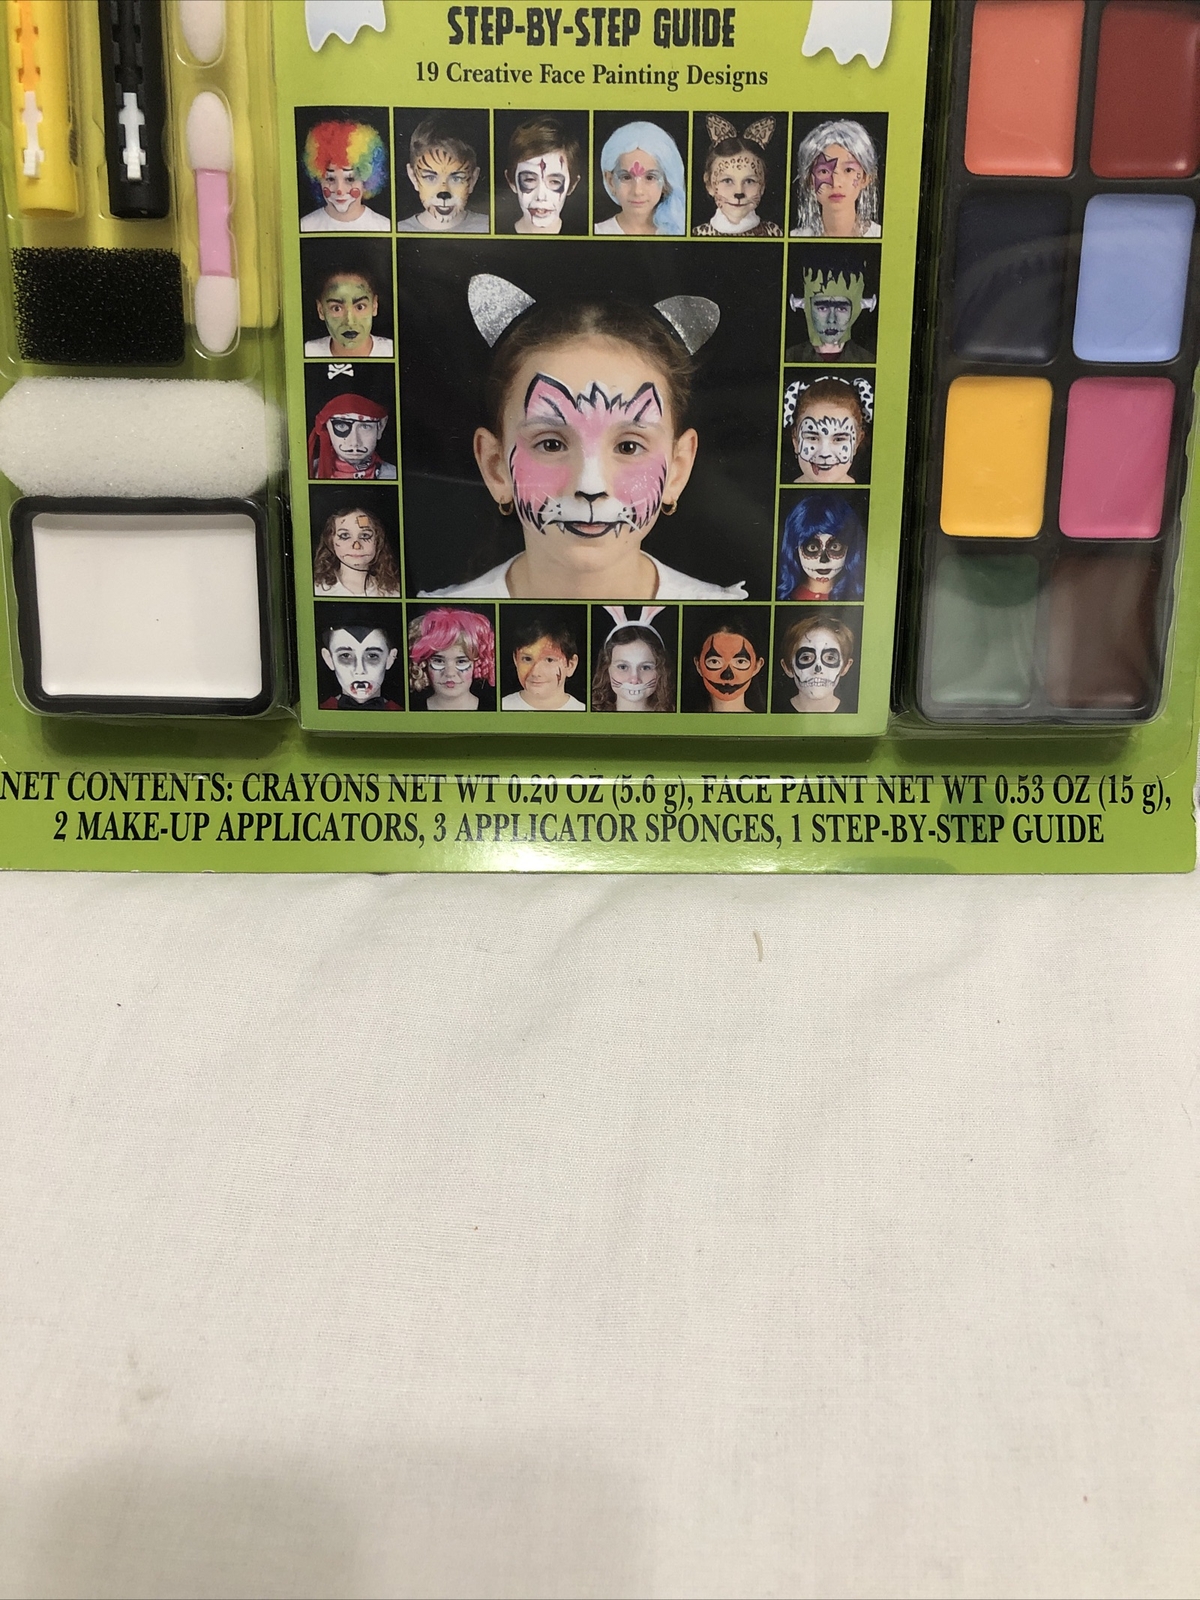 STEP-BY-STEP GUIDE
19 Creative Face Painting Designs
NET CONTENTS: CRAYONS NET WT 0.20 OZ (5.6 g), FACE PAINT NET WT 0.53 OZ (15 g),
2 MAKE-UP APPLICATORS, 3 APPLICATOR SPONGES, 1 STEP-BY-STEP GUIDE